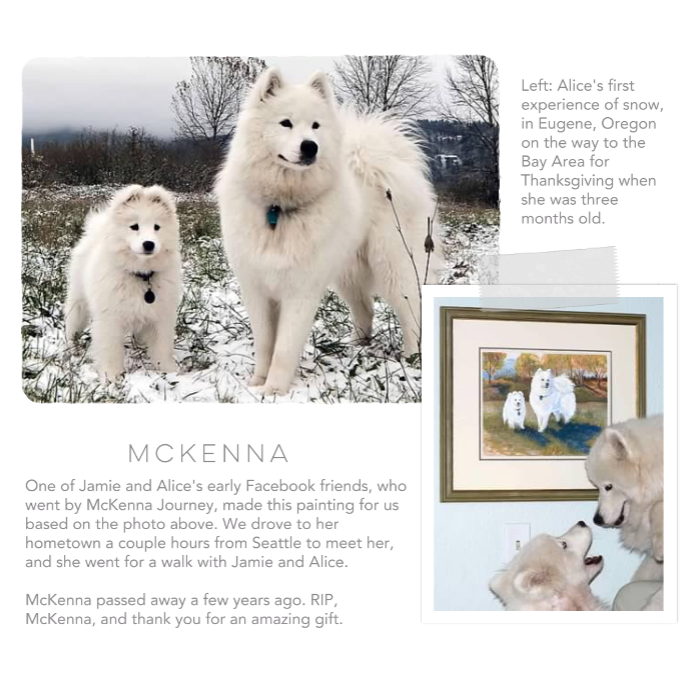 Left: Alice's first
experience of snow,
in Eugene, Oregon
on the way to the
Bay Area for
Thanksgiving when
she was three
months old.
MCKENNA
One of Jamie and Alice's early Facebook friends, who
went by McKenna Journey, made this painting for us
based on the photo above. We drove to her
hometown a couple hours from Seattle to meet her,
and she went for a walk with Jamie and Alice.
McKenna passed away a few years ago. RIP,
McKenna, and thank you for an amazing gift.